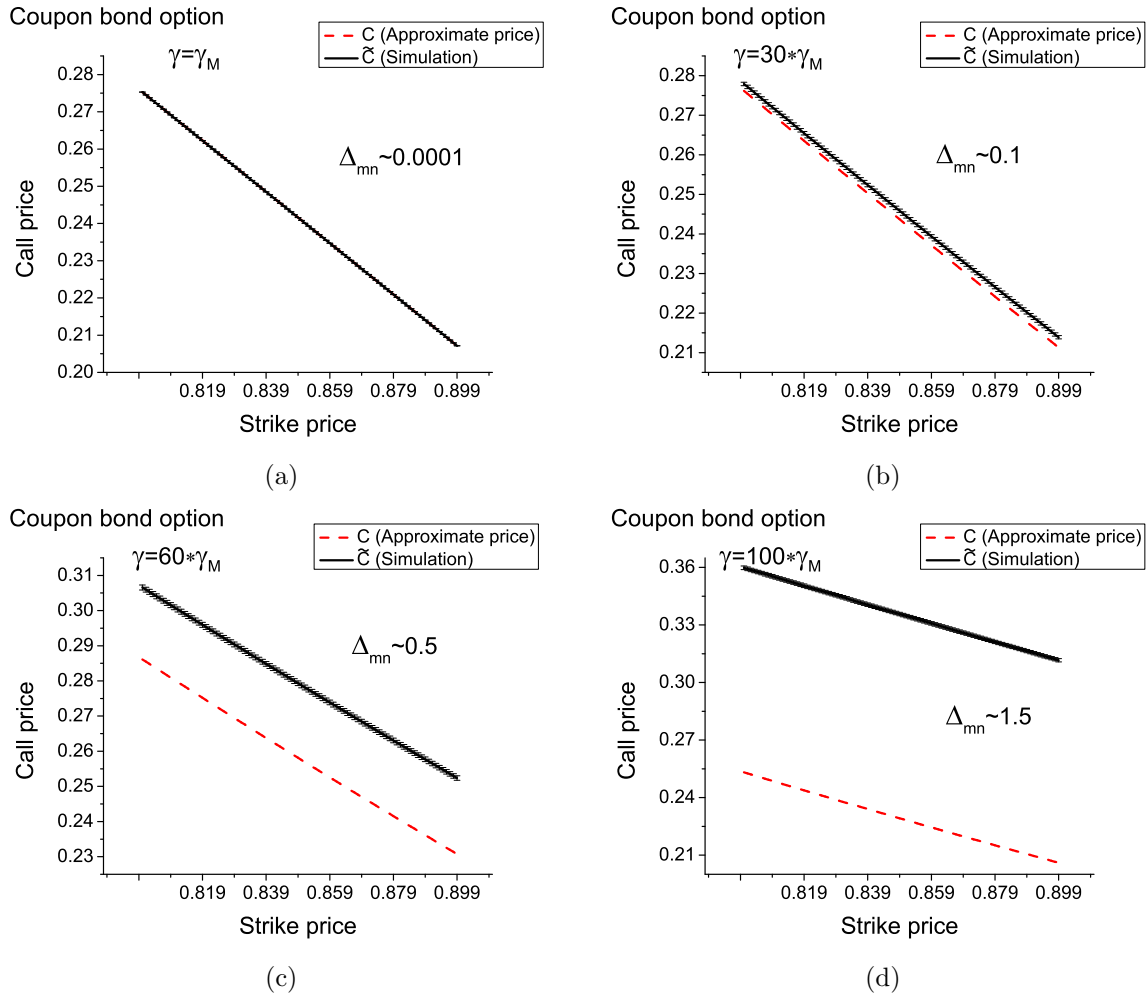 Coupon bond option
C (Approximate price)
C̃ (Simulation)
γ=γM
Δmn~0.0001
0.28
0.27
0.26
0.25
0.24
0.23
0.22
0.21
0.20
Call price
0.819 0.839 0.859 0.879 0.899
Strike price
(a)
Coupon bond option
C (Approximate price)
C̃ (Simulation)
γ=30*γM
Δmn~0.1
0.28
0.27
0.26
0.25
0.24
0.23
0.22
0.21
Call price
0.819 0.839 0.859 0.879 0.899
Strike price
(b)
Coupon bond option
C (Approximate price)
C̃ (Simulation)
γ=60*γM
Δmn~0.5
0.31
0.30
0.29
0.28
0.27
0.26
0.25
0.24
0.23
Call price
0.819 0.839 0.859 0.879 0.899
Strike price
(c)
Coupon bond option
C (Approximate price)
C̃ (Simulation)
γ=100*γM
Δmn~1.5
0.36
0.33
0.30
0.27
0.24
0.21
Call price
0.819 0.839 0.859 0.879 0.899
Strike price
(d)